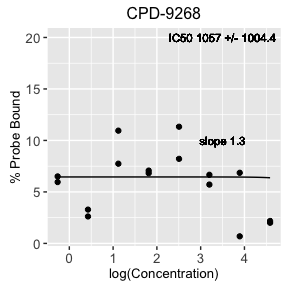 CPD-9268
IC50 1057 +/- 1004.4
slope 1.3
% Probe Bound
20
15
10
5
0
0 1 2 3 4
log(Concentration)